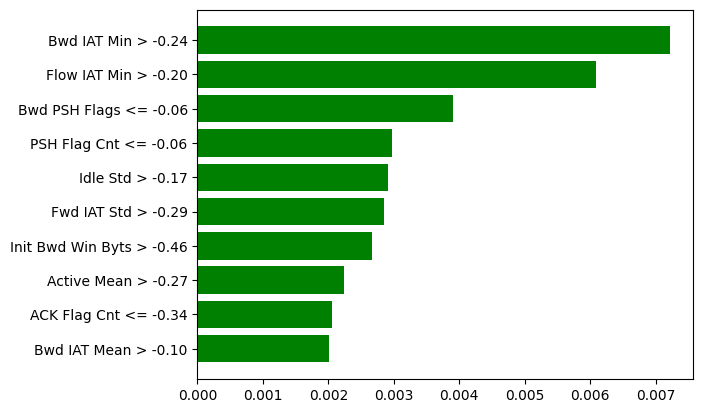 Bwd IAT Min > -0.24
Flow IAT Min > -0.20
Bwd PSH Flags <= -0.06
PSH Flag Cnt <= -0.06
Idle Std > -0.17
Fwd IAT Std > -0.29
Init Bwd Win Byts > -0.46
Active Mean > -0.27
ACK Flag Cnt <= -0.34
Bwd IAT Mean > -0.10
0.000 0.001 0.002 0.003 0.004 0.005 0.006 0.007